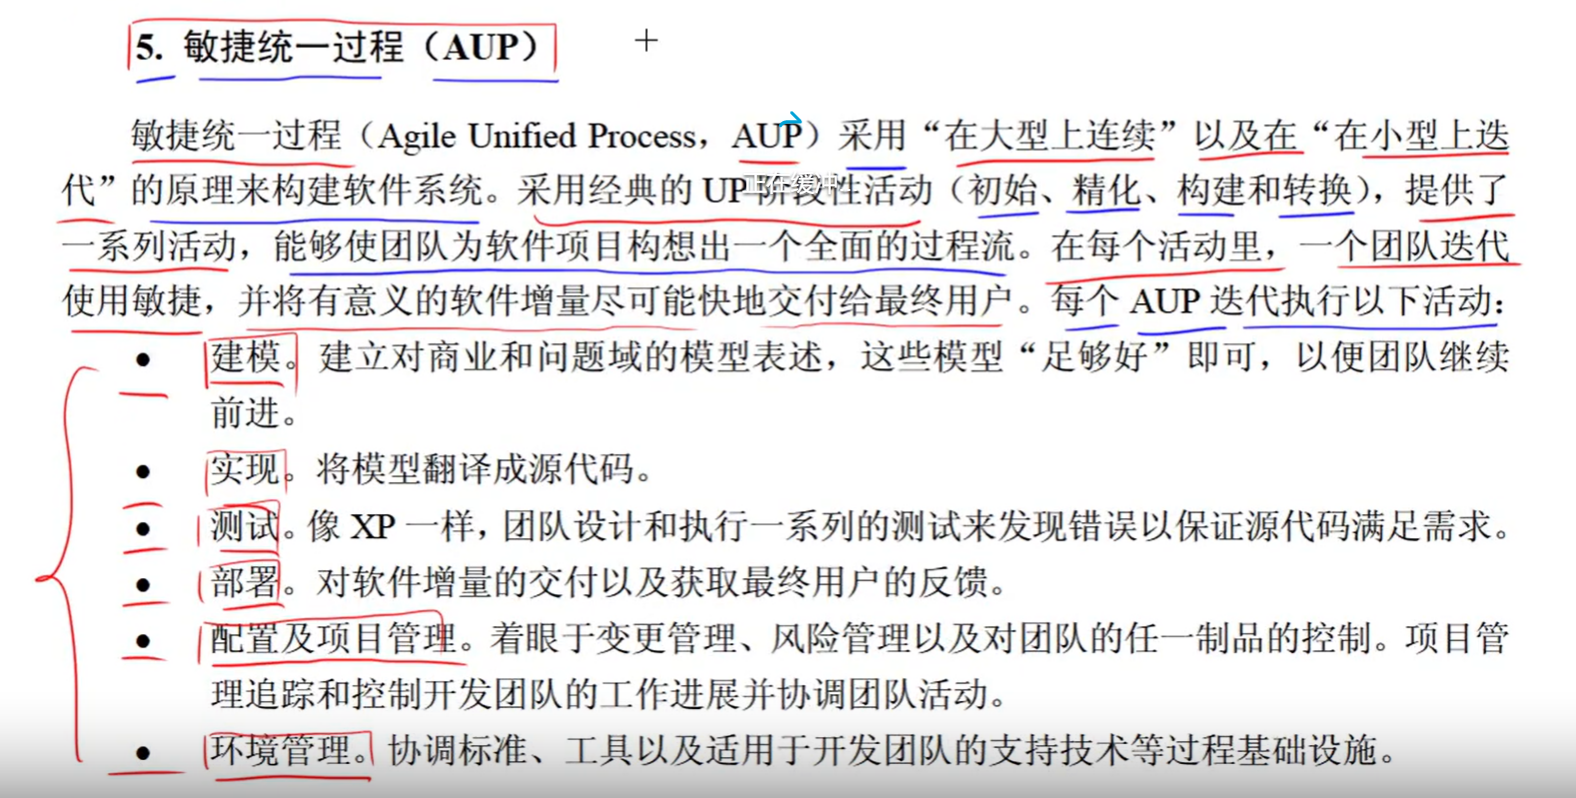 5. 敏捷统一过程（AUP）
敏捷统一过程（Agile Unified Process，AUP）采用“在大型上连续”以及在“在小型上迭
代”的原理来构建软件系统。采用经典的 UP 阶段性活动（初始、精化、构建和转换），提供了
正在缓冲
一系列活动，能够使团队为软件项目构想出一个全面的过程流。在每个活动里，一个团队迭代
使用敏捷，并将有意义的软件增量尽可能快地交付给最终用户。每个 AUP 迭代执行以下活动：
● 建模。建立对商业和问题域的模型表述，这些模型“足够好”即可，以便团队继续
前进。
● 实现。将模型翻译成源代码。
● 测试。像 XP 一样，团队设计和执行一系列的测试来发现错误以保证源代码满足需求。
● 部署。对软件增量的交付以及获取最终用户的反馈。
● 配置及项目管理。着眼于变更管理、风险管理以及对团队的任一制品的控制。项目管
理追踪和控制开发团队的工作进展并协调团队活动。
● 环境管理。协调标准、工具以及适用于开发团队的支持技术等过程基础设施。